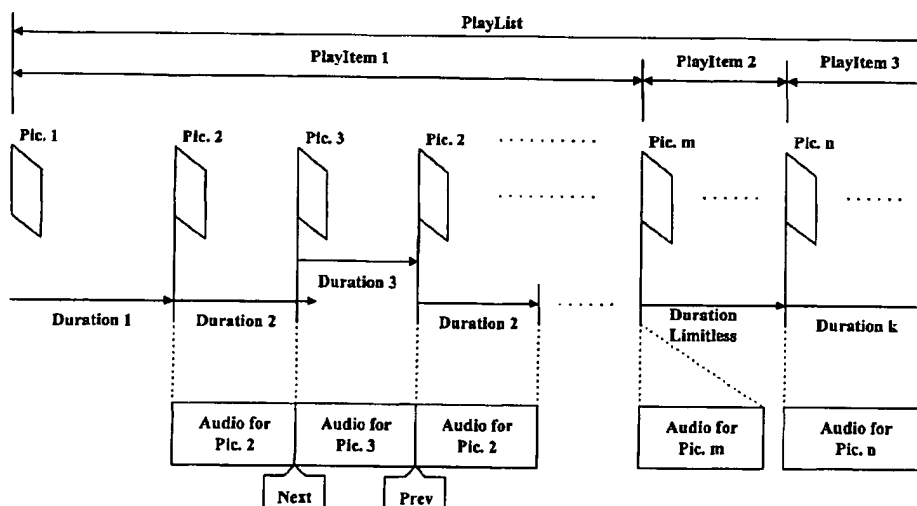 PlayList
PlayItem 1
PlayItem 2
PlayItem 3
Pic. 1
Pic. 2
Pic. 3
Pic. 2
Pic. m
Pic. n
Duration 3
Duration 1
Duration 2
Duration 2
Duration
Limitless
Duration k
Audio for
Pic. 2
Audio for
Pic. 3
Audio for
Pic. 2
Audio for
Pic. m
Audio for
Pic. n
Next
Prev